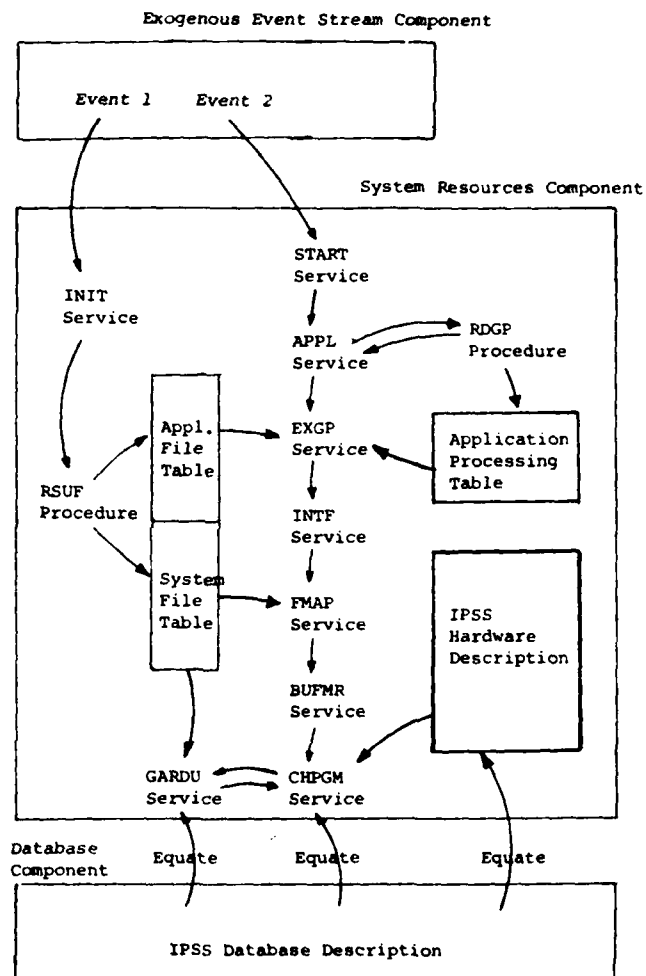 Exogenous Event Stream Component
Event 1
Event 2
System Resources Component
START
Service
INIT
Service
APPL
Service
RDGP
Procedure
Appl.
File
Table
EXGP
Service
Application
Processing
Table
RSUF
Procedure
INTF
Service
System
File
Table
FMAP
Service
IPSS
Hardware
Description
BUFMR
Service
GARDU
Service
CHPGM
Service
Database
Component
Equate
Equate
Equate
IPSS Database Description